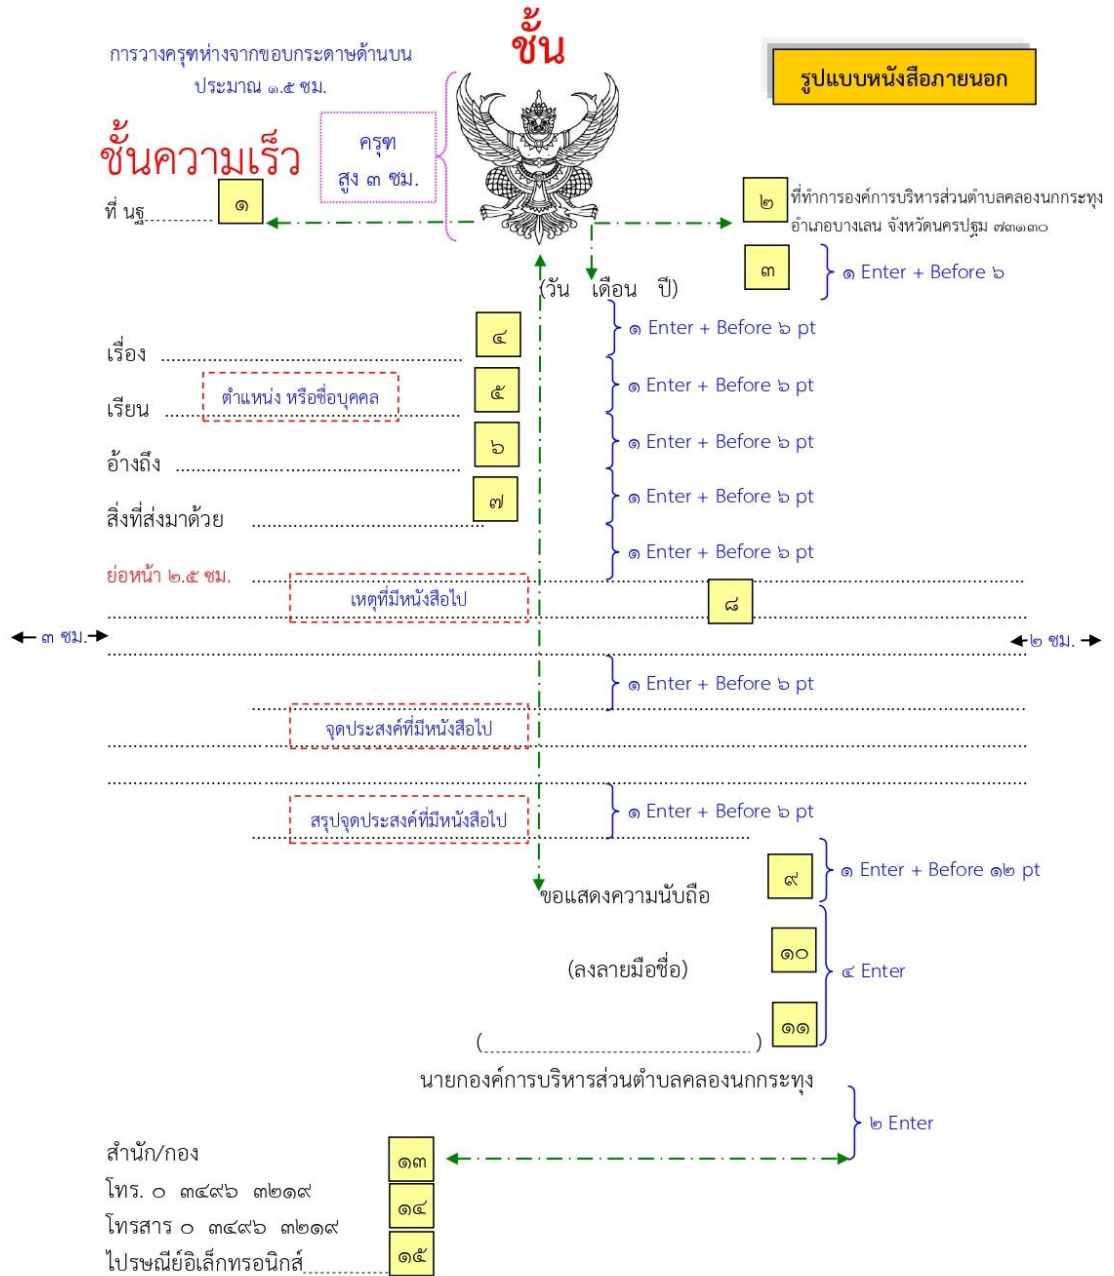 ชั้น
การวางครุฑห่างจากขอบกระดาษด้านบน
ประมาณ ๑.๕ ซม.
รูปแบบหนังสือภายนอก
ชั้นความเร็ว
ครุฑ
สูง ๓ ซม.
ที่ นฐ............... ๑
๒ ที่ทำการองค์การบริหารส่วนตำบลคลองนกกระทุง
อำเภอบางเลน จังหวัดนครปฐม ๗๓๑๓๐
๓ ๑ Enter + Before ๖
(วัน เดือน ปี)
๑ Enter + Before ๖ pt
เรื่อง ............................................................ ๔
๑ Enter + Before ๖ pt
เรียน ตำแหน่ง หรือชื่อบุคคล ............................................................ ๕
๑ Enter + Before ๖ pt
อ้างถึง ............................................................ ๖
๑ Enter + Before ๖ pt
สิ่งที่ส่งมาด้วย ................................................ ๗
๑ Enter + Before ๖ pt
ย่อหน้า ๒.๕ ซม. ............................................................
เหตุที่มีหนังสือไป ๘
๓ ซม. ๒ ซม.
๑ Enter + Before ๖ pt
จุดประสงค์ที่มีหนังสือไป
๑ Enter + Before ๖ pt
สรุปจุดประสงค์ที่มีหนังสือไป
๙ ๑ Enter + Before ๑๒ pt
ขอแสดงความนับถือ
๑๐
(ลงลายมือชื่อ) ๔ Enter
๑๑
(............................................................)
นายกองค์การบริหารส่วนตำบลคลองนกกระทุง
๒ Enter
สำนัก/กอง ๑๓
โทร. ๐ ๓๔๙๖ ๓๒๑๙
๑๔
โทรสาร ๐ ๓๔๙๖ ๓๒๑๙
ไปรษณีย์อิเล็กทรอนิกส์............... ๑๕